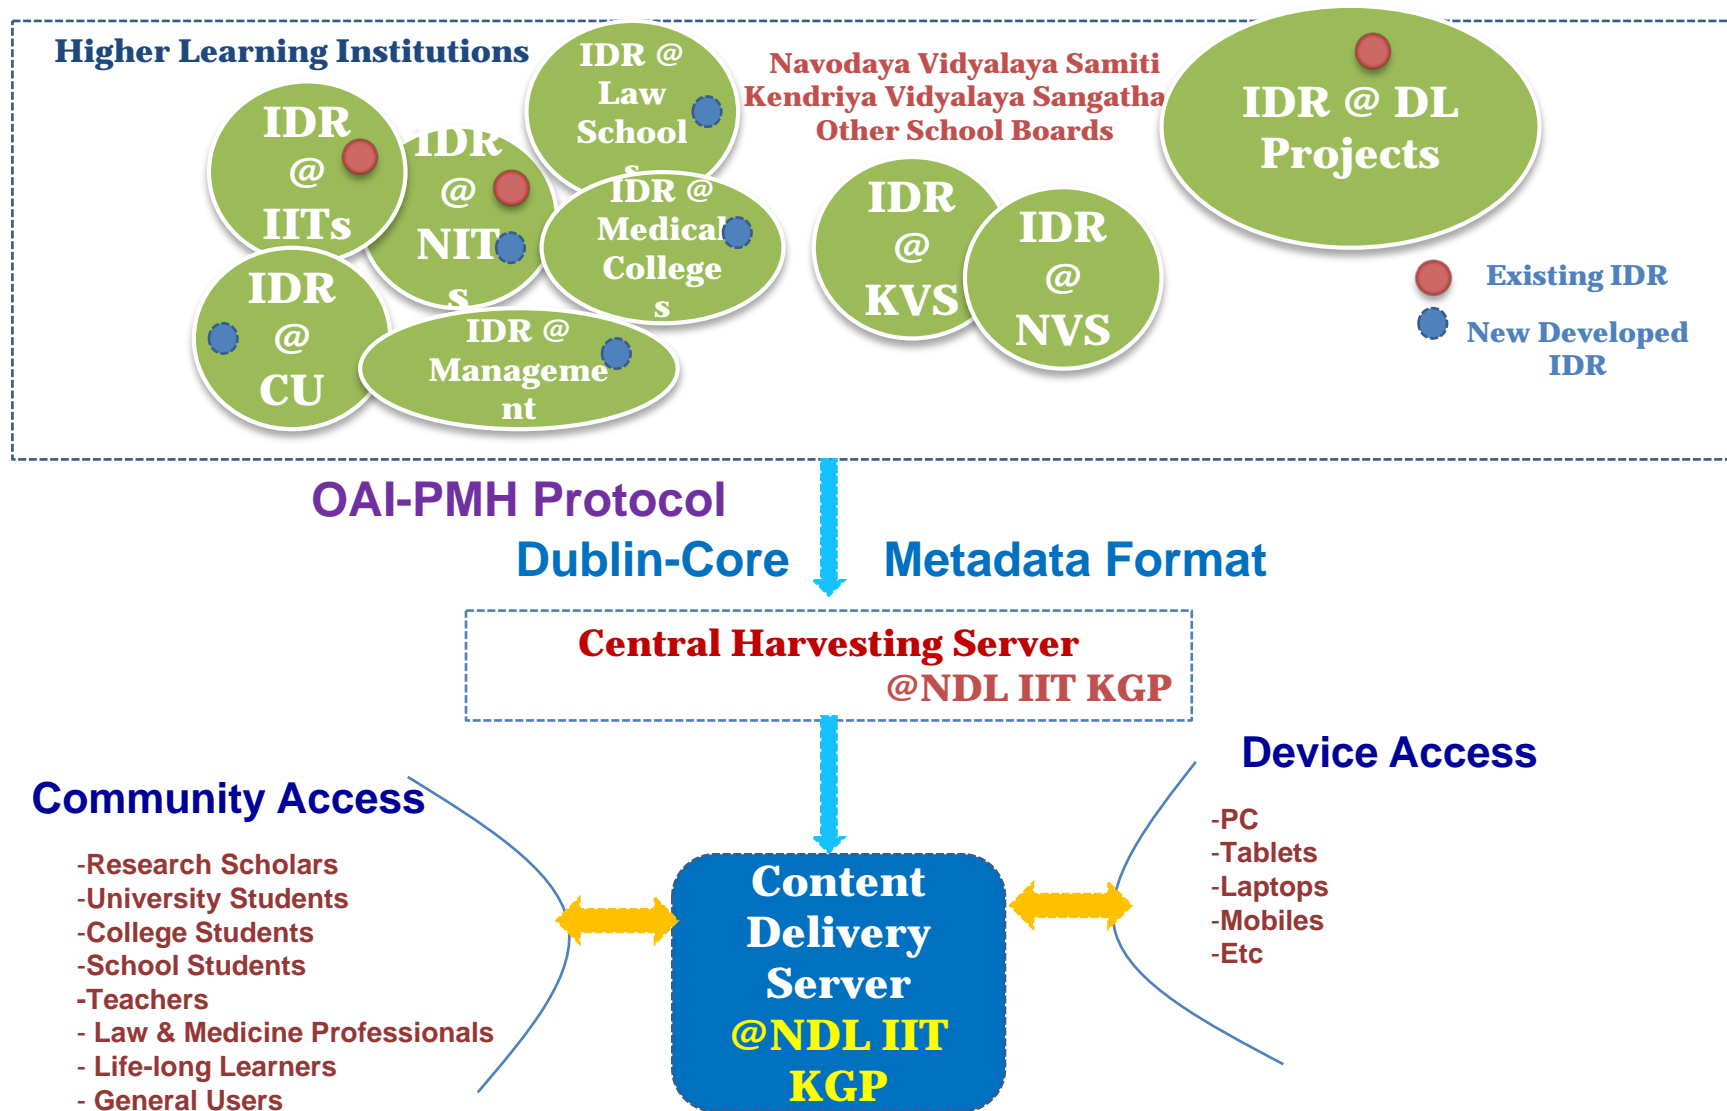 Higher Learning Institutions
IDR @
Law
School
s
Navodaya Vidyalaya Samiti
Kendriya Vidyalaya Sangatha
Other School Boards
IDR @ DL
Projects
IDR
@
IITs
IDR
@
NIT
s
IDR @
Medical
College
s
IDR
@
KVS
IDR
@
NVS
Existing IDR
New Developed
IDR
IDR
@
CU
IDR @
Manageme
nt
OAI-PMH Protocol
Dublin-Core Metadata Format
Central Harvesting Server
@NDL IIT KGP
Community Access
-Research Scholars
-University Students
-College Students
-School Students
-Teachers
- Law & Medicine Professionals
- Life-long Learners
- General Users
Content
Delivery
Server
@NDL IIT
KGP
Device Access
-PC
-Tablets
-Laptops
-Mobiles
-Etc